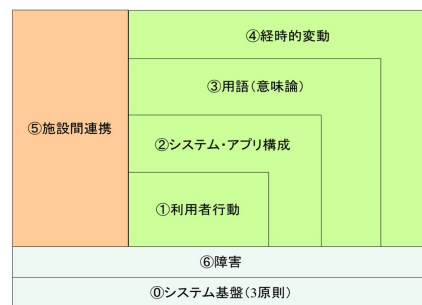 ④経時的変動
③用語(意味論)
⑤施設間連携
②システム・アプリ構成
①利用者行動
⑥障害
⓪システム基盤(3原則)